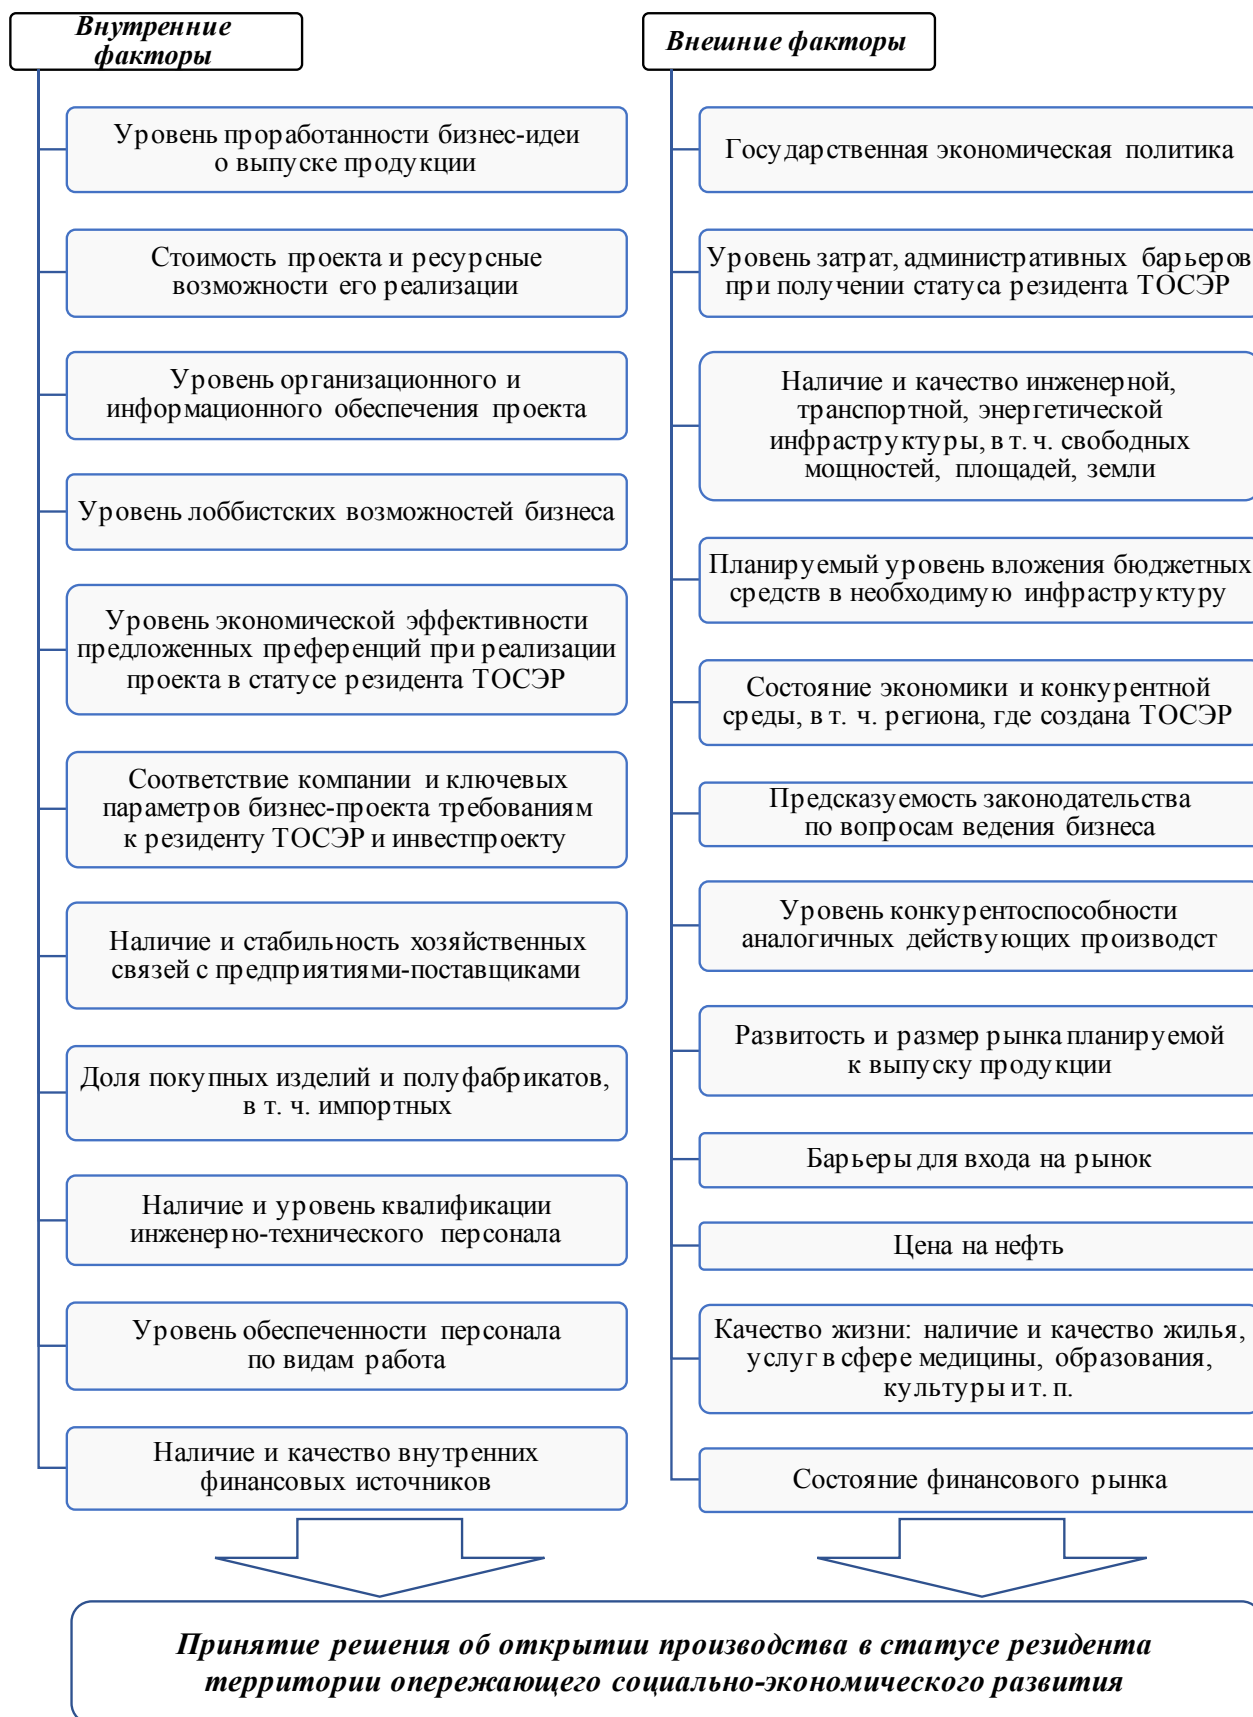 Внутренние
факторы
Уровень проработанности бизнес-идеи
о выпуске продукции
Стоимость проекта и ресурсные
возможности его реализации
Уровень организационного и
информационного обеспечения проекта
Уровень лоббистских возможностей бизнеса
Уровень экономической эффективности
предложенных преференций при реализации
проекта в статусе резидента ТОСЭР
Соответствие компании и ключевых
параметров бизнес-проекта требованиям
к резиденту ТОСЭР и инвестпроекту
Наличие и стабильность хозяйственных
связей с предприятиями-поставщиками
Доля покупных изделий и полуфабрикатов,
в т. ч. импортных
Наличие и уровень квалификации
инженерно-технического персонала
Уровень обеспеченности персонала
по видам работа
Наличие и качество внутренних
финансовых источников
Внешние факторы
Государственная экономическая политика
Уровень затрат, административных барьеров
при получении статуса резидента ТОСЭР
Наличие и качество инженерной,
транспортной, энергетической
инфраструктуры, в т. ч. свободных
мощностей, площадей, земли
Планируемый уровень вложения бюджетных
средств в необходимую инфраструктуру
Состояние экономики и конкурентной
среды, в т. ч. региона, где создана ТОСЭР
Предсказуемость законодательства
по вопросам ведения бизнеса
Уровень конкурентоспособности
аналогичных действующих производст
Развитость и размер рынка планируемой
к выпуску продукции
Барьеры для входа на рынок
Цена на нефть
Качество жизни: наличие и качество жилья,
услуг в сфере медицины, образования,
культуры и т. п.
Состояние финансового рынка
Принятие решения об открытии производства в статусе резидента
территории опережающего социально-экономического развития